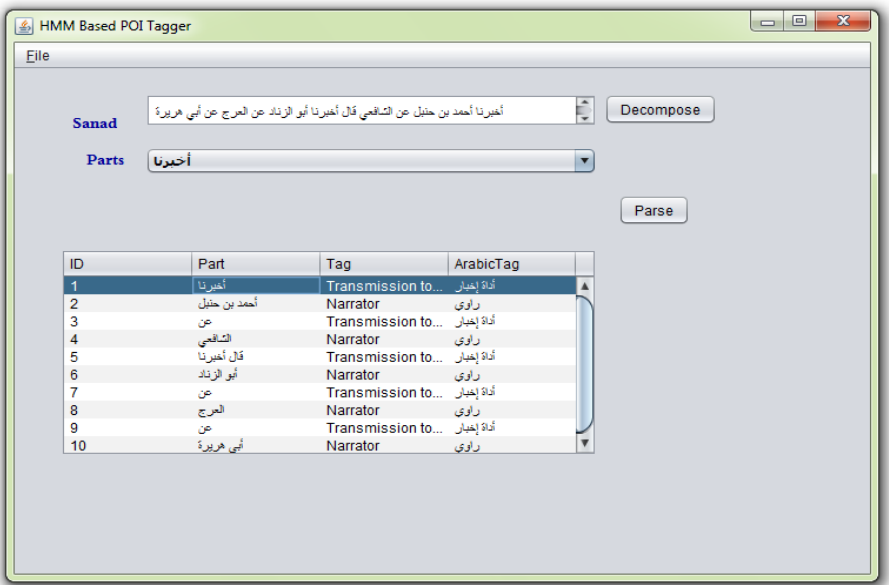 HMM Based POI Tagger
File
Sanad
أخبرنا أحمد بن حنبل عن الشافعي قال أخبرنا أبو الزناد عن العرج عن أبي هريرة
Decompose
Parts
أخبرنا
Parse
ID Part Tag ArabicTag
1 أخبرنا Transmission to... أداة إخبار
2 أحمد بن حنبل Narrator راوي
3 عن Transmission to... أداة إخبار
4 الشافعي Narrator راوي
5 قال أخبرنا Transmission to... أداة إخبار
6 أبو الزناد Narrator راوي
7 عن Transmission to... أداة إخبار
8 العرج Narrator راوي
9 عن Transmission to... أداة إخبار
10 أبي هريرة Narrator راوي